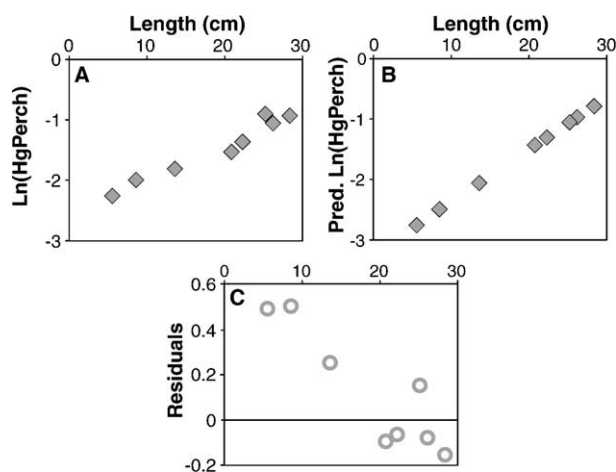 Length (cm)
0 10 20 30
A
Ln(HgPerch)
0
-1
-2
-3
Length (cm)
0 10 20 30
B
Pred. Ln(HgPerch)
0
-1
-2
-3
0 10 20 30
C
Residuals
0.6
0.4
0.2
0
-0.2